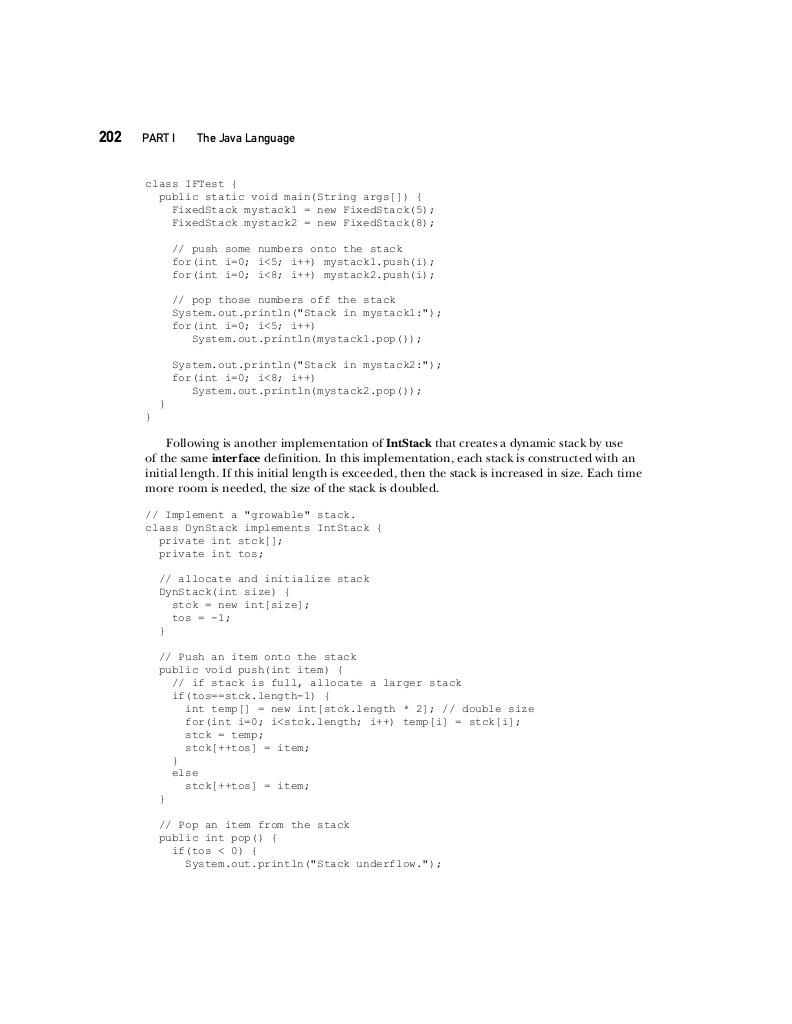 202 PART I The Java Language
class IFTest {
  public static void main(String args[]) {
    FixedStack mystack1 = new FixedStack(5);
    FixedStack mystack2 = new FixedStack(8);

    // push some numbers onto the stack
    for(int i=0; i<5; i++) mystack1.push(i);
    for(int i=0; i<8; i++) mystack2.push(i);

    // pop those numbers off the stack
    System.out.println("Stack in mystack1:");
    for(int i=0; i<5; i++)
       System.out.println(mystack1.pop());

    System.out.println("Stack in mystack2:");
    for(int i=0; i<8; i++)
       System.out.println(mystack2.pop());
  }
}
Following is another implementation of IntStack that creates a dynamic stack by use
of the same interface definition. In this implementation, each stack is constructed with an
initial length. If this initial length is exceeded, then the stack is increased in size. Each time
more room is needed, the size of the stack is doubled.
// Implement a "growable" stack.
class DynStack implements IntStack {
  private int stck[];
  private int tos;

  // allocate and initialize stack
  DynStack(int size) {
    stck = new int[size];
    tos = -1;
  }

  // Push an item onto the stack
  public void push(int item) {
    // if stack is full, allocate a larger stack
    if(tos==stck.length-1) {
      int temp[] = new int[stck.length * 2]; // double size
      for(int i=0; i<stck.length; i++) temp[i] = stck[i];
      stck = temp;
      stck[++tos] = item;
    }
    else
      stck[++tos] = item;
  }

  // Pop an item from the stack
  public int pop() {
    if(tos < 0) {
      System.out.println("Stack underflow.");